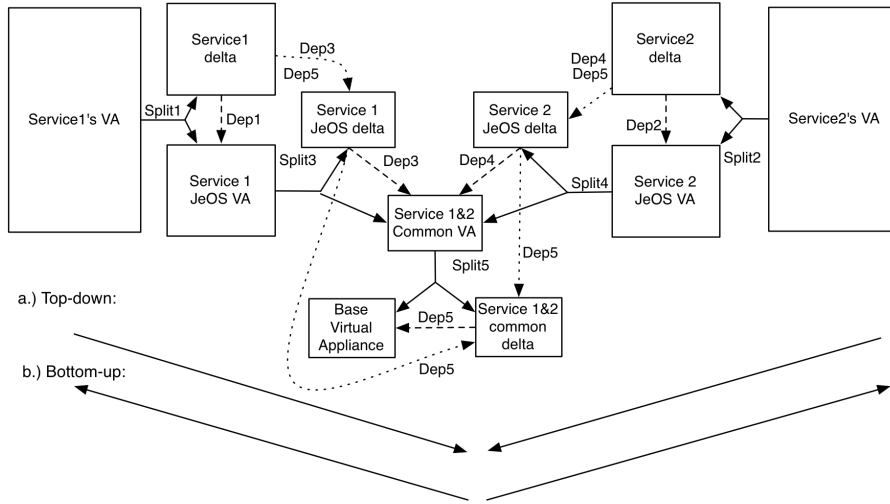 Service1's VA
Split1
Service1
delta
Dep3
Dep5
Dep1
Service 1
JeOS VA
Service 1
JeOS delta
Split3
Dep3
Service 2
JeOS delta
Dep4
Dep4
Dep5
Service2
delta
Dep2
Split2
Service2's VA
Service 2
JeOS VA
Split4
Service 1&2
Common VA
Split5
Dep5
Base
Virtual
Appliance
Dep5
Service 1&2
common
delta
Dep5
a.) Top-down:
b.) Bottom-up: